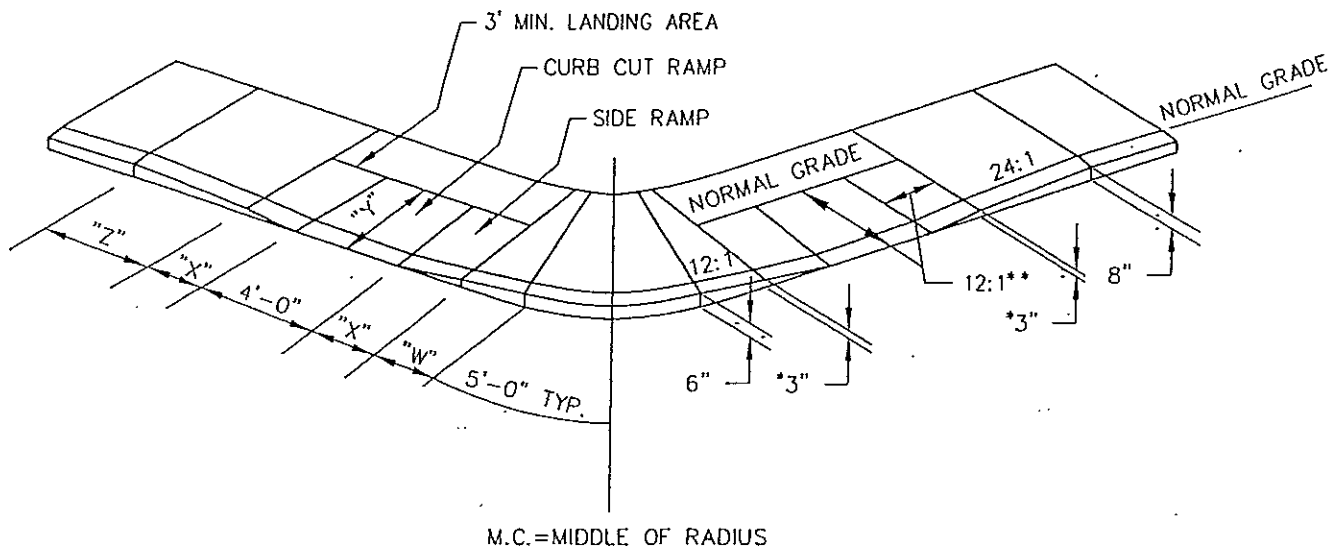 3' MIN. LANDING AREA
CURB CUT RAMP
SIDE RAMP
NORMAL GRADE
NORMAL GRADE
24:1
"Y"
12:1
"Z"
"X"
4'-0"
"X"
"W"
5'-0" TYP.
12:1**
8"
*3"
6"
*3"
M.C.=MIDDLE OF RADIUS